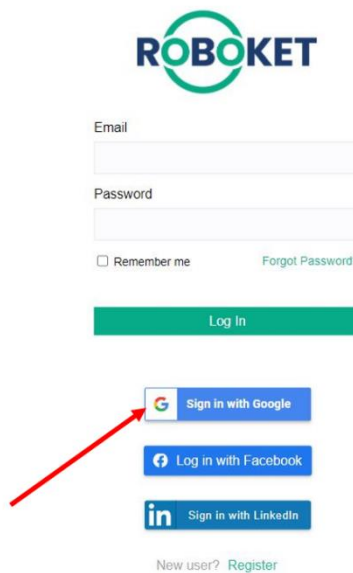 ROBOKET
Email
Password
Remember me Forgot Password
Log In
Sign in with Google
Log in with Facebook
in Sign in with LinkedIn
New user? Register